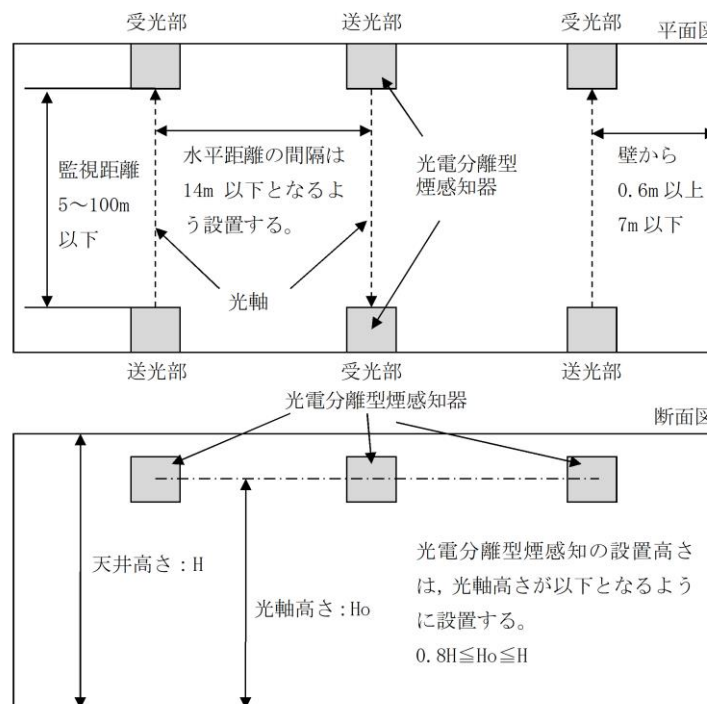 受光部 送光部 受光部
平面図
監視距離
5～100m
以下
水平距離の間隔は
14m 以下となるよ
う設置する。
光電分離型
煙感知器
壁から
0.6m 以上
7m 以下
光軸
送光部 受光部 送光部
光電分離型煙感知器
断面図
天井高さ：H
光軸高さ：Ho
光電分離型煙感知の設置高さ
は，光軸高さが以下となるよう
に設置する。
0.8H≦Ho≦H